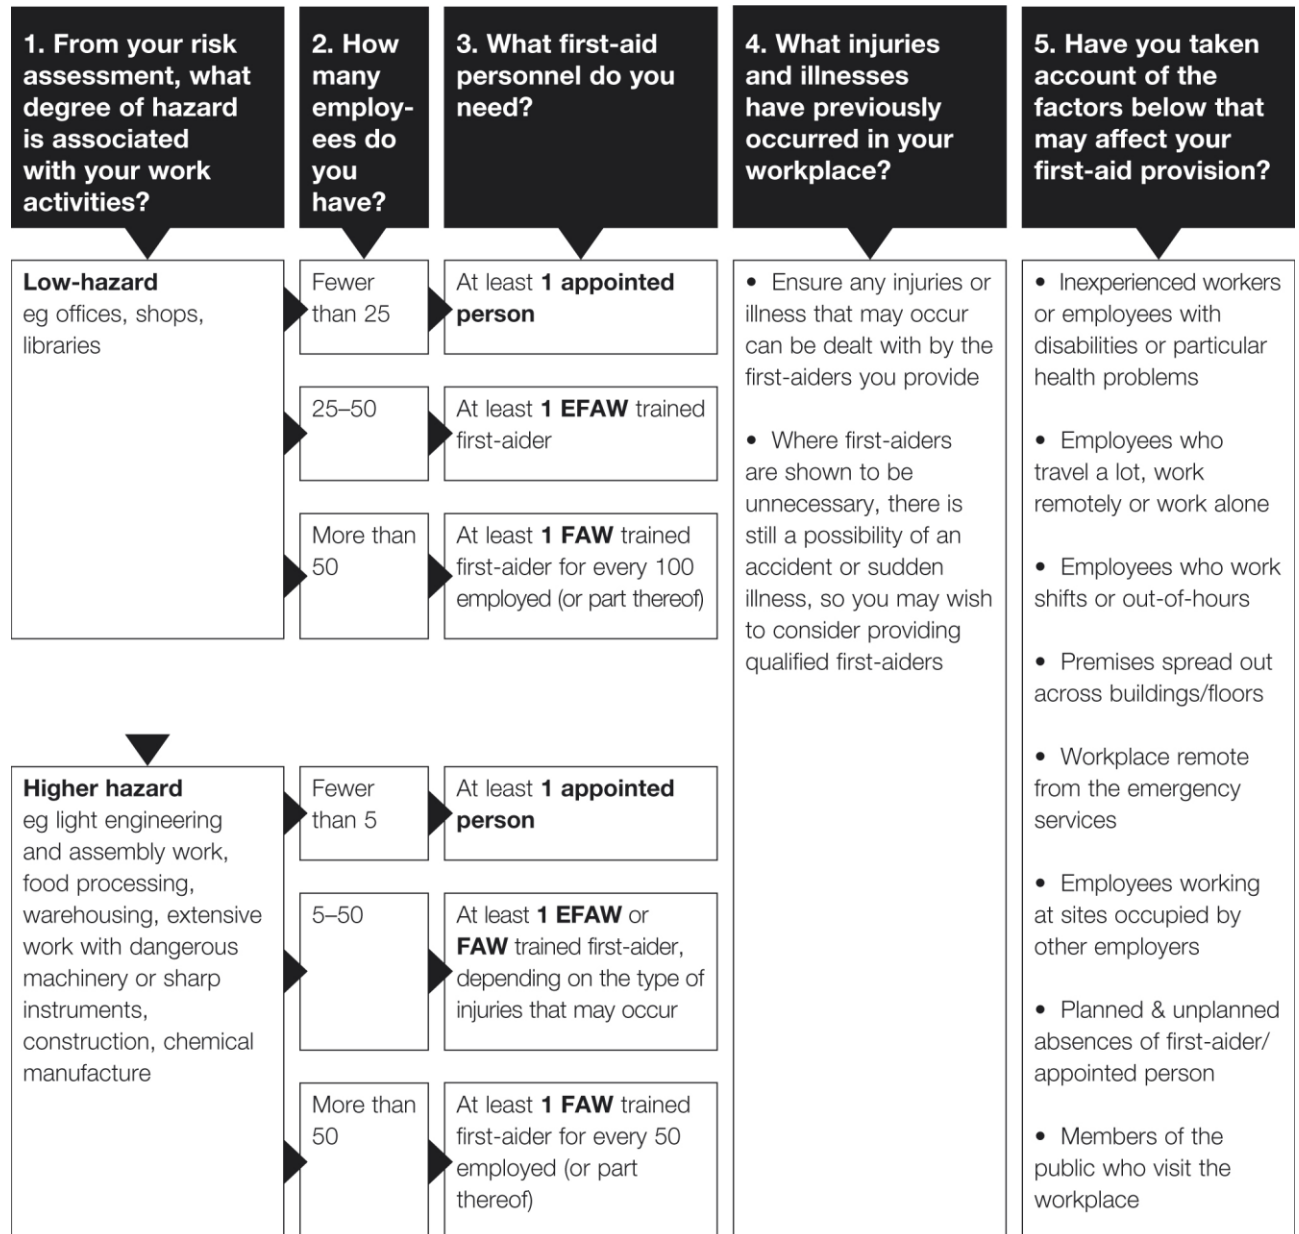 1. From your risk
assessment, what
degree of hazard
is associated
with your work
activities?
2. How
many
employ-
ees do
you
have?
3. What first-aid
personnel do you
need?
4. What injuries
and illnesses
have previously
occurred in your
workplace?
5. Have you taken
account of the
factors below that
may affect your
first-aid provision?
Low-hazard
eg offices, shops,
libraries
Fewer
than 25
At least 1 appointed
person
25–50
At least 1 EFAW trained
first-aider
More than
50
At least 1 FAW trained
first-aider for every 100
employed (or part thereof)
Higher hazard
eg light engineering
and assembly work,
food processing,
warehousing, extensive
work with dangerous
machinery or sharp
instruments,
construction, chemical
manufacture
Fewer
than 5
At least 1 appointed
person
5–50
At least 1 EFAW or
FAW trained first-aider,
depending on the type of
injuries that may occur
More than
50
At least 1 FAW trained
first-aider for every 50
employed (or part
thereof)
• Ensure any injuries or
illness that may occur
can be dealt with by the
first-aiders you provide
• Where first-aiders
are shown to be
unnecessary, there is
still a possibility of an
accident or sudden
illness, so you may wish
to consider providing
qualified first-aiders
• Inexperienced workers
or employees with
disabilities or particular
health problems
• Employees who
travel a lot, work
remotely or work alone
• Employees who work
shifts or out-of-hours
• Premises spread out
across buildings/floors
• Workplace remote
from the emergency
services
• Employees working
at sites occupied by
other employers
• Planned & unplanned
absences of first-aider/
appointed person
• Members of the
public who visit the
workplace